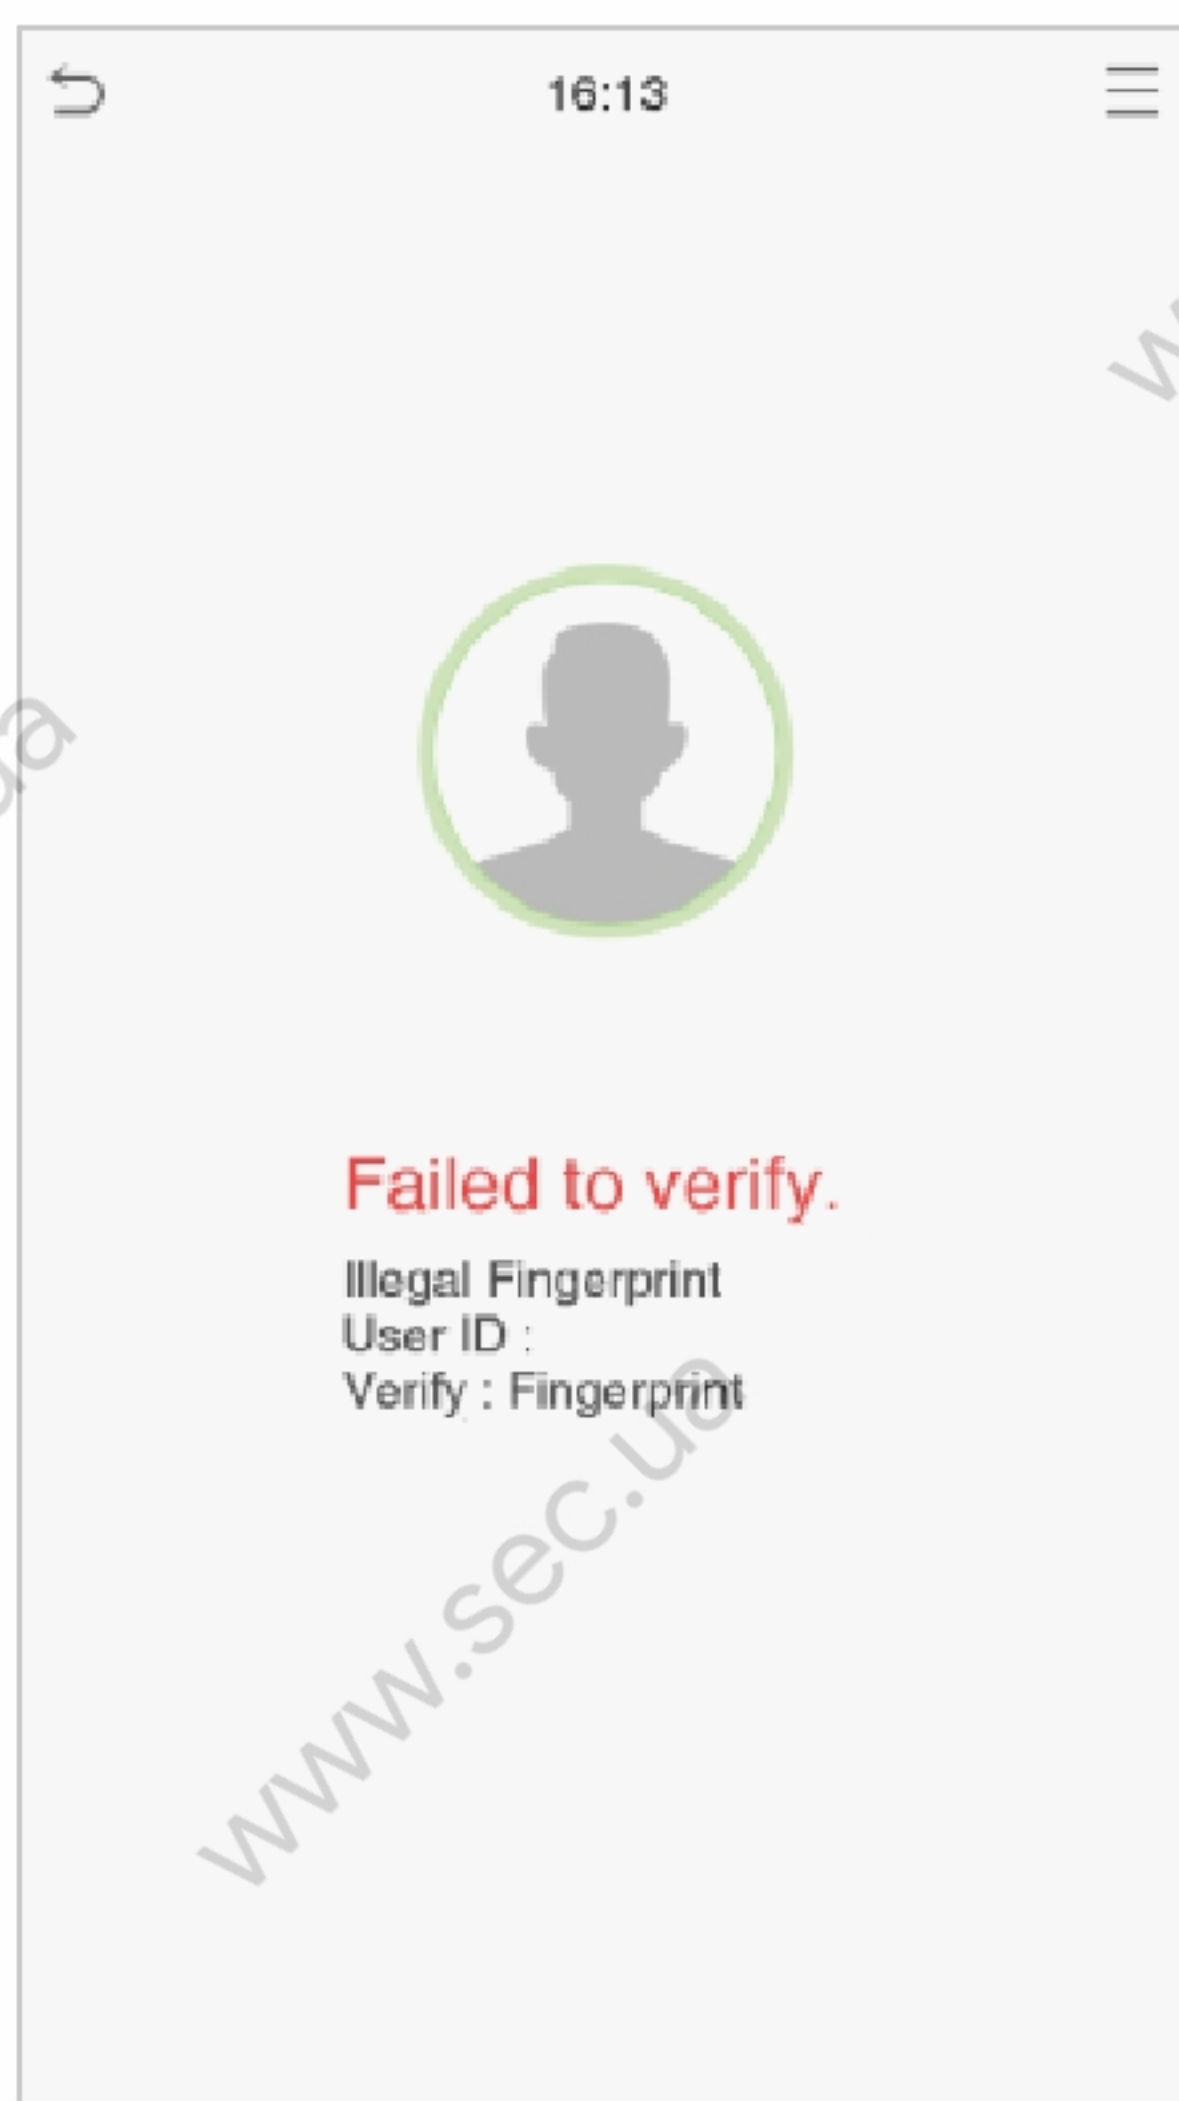 16:13
Failed to verify.
Illegal Fingerprint
User ID :
Verify : Fingerprint
www.sec.ua